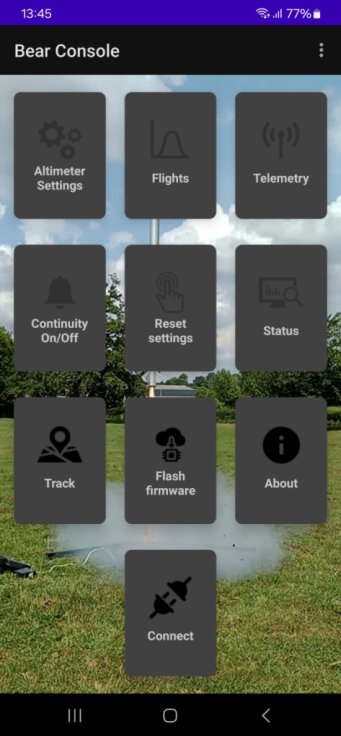 13:45
77%
Bear Console
Altimeter
Settings
Flights
Telemetry
Continuity
On/Off
Reset
settings
Status
Track
Flash
firmware
About
Connect